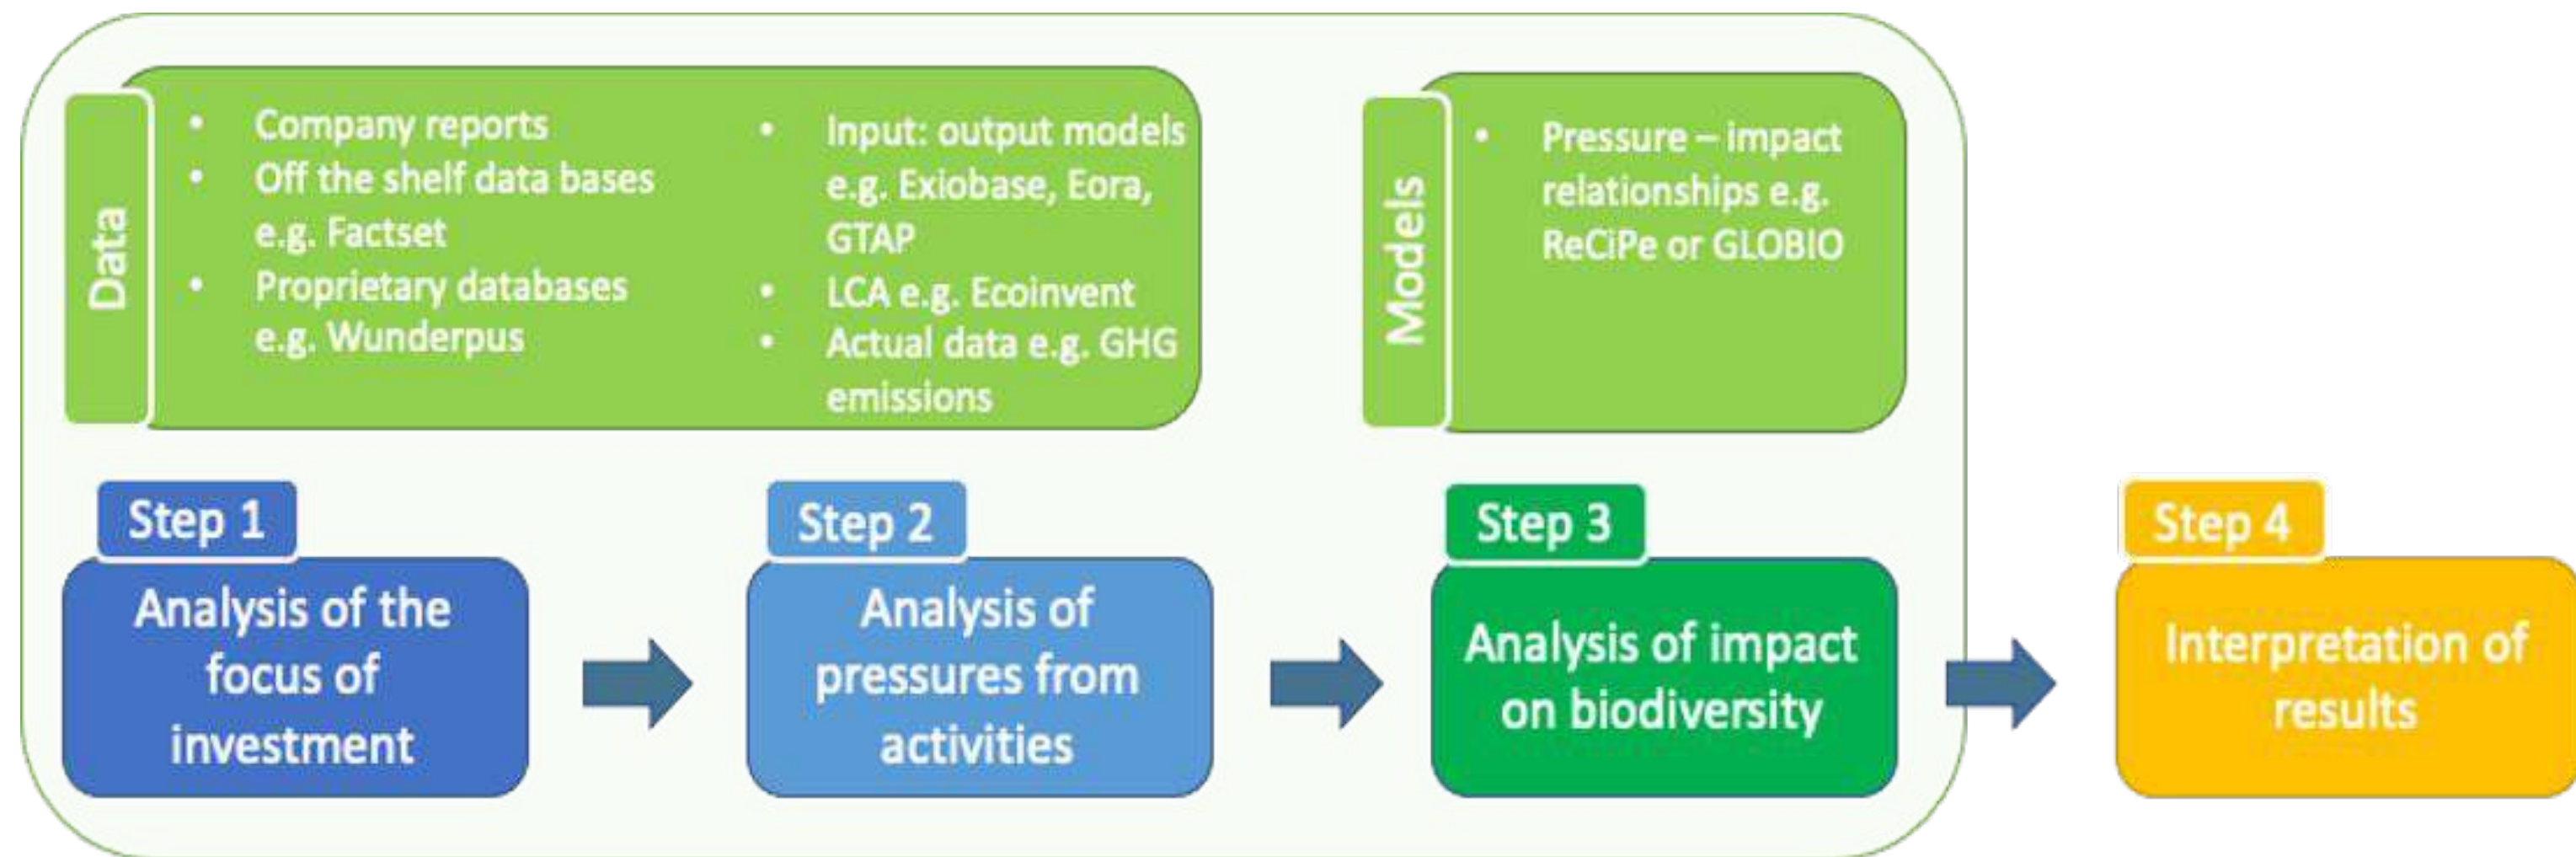 Data
• Company reports
• Off the shelf data bases
e.g. Factset
• Proprietary databases
e.g. Wunderpus
• Input: output models
e.g. Exiobase, Eora,
GTAP
• LCA e.g. Ecoinvent
• Actual data e.g. GHG
emissions
Models
• Pressure – impact
relationships e.g.
ReCiPe or GLOBIO
Step 1
Analysis of the
focus of
investment
Step 2
Analysis of
pressures from
activities
Step 3
Analysis of impact
on biodiversity
Step 4
Interpretation of
results